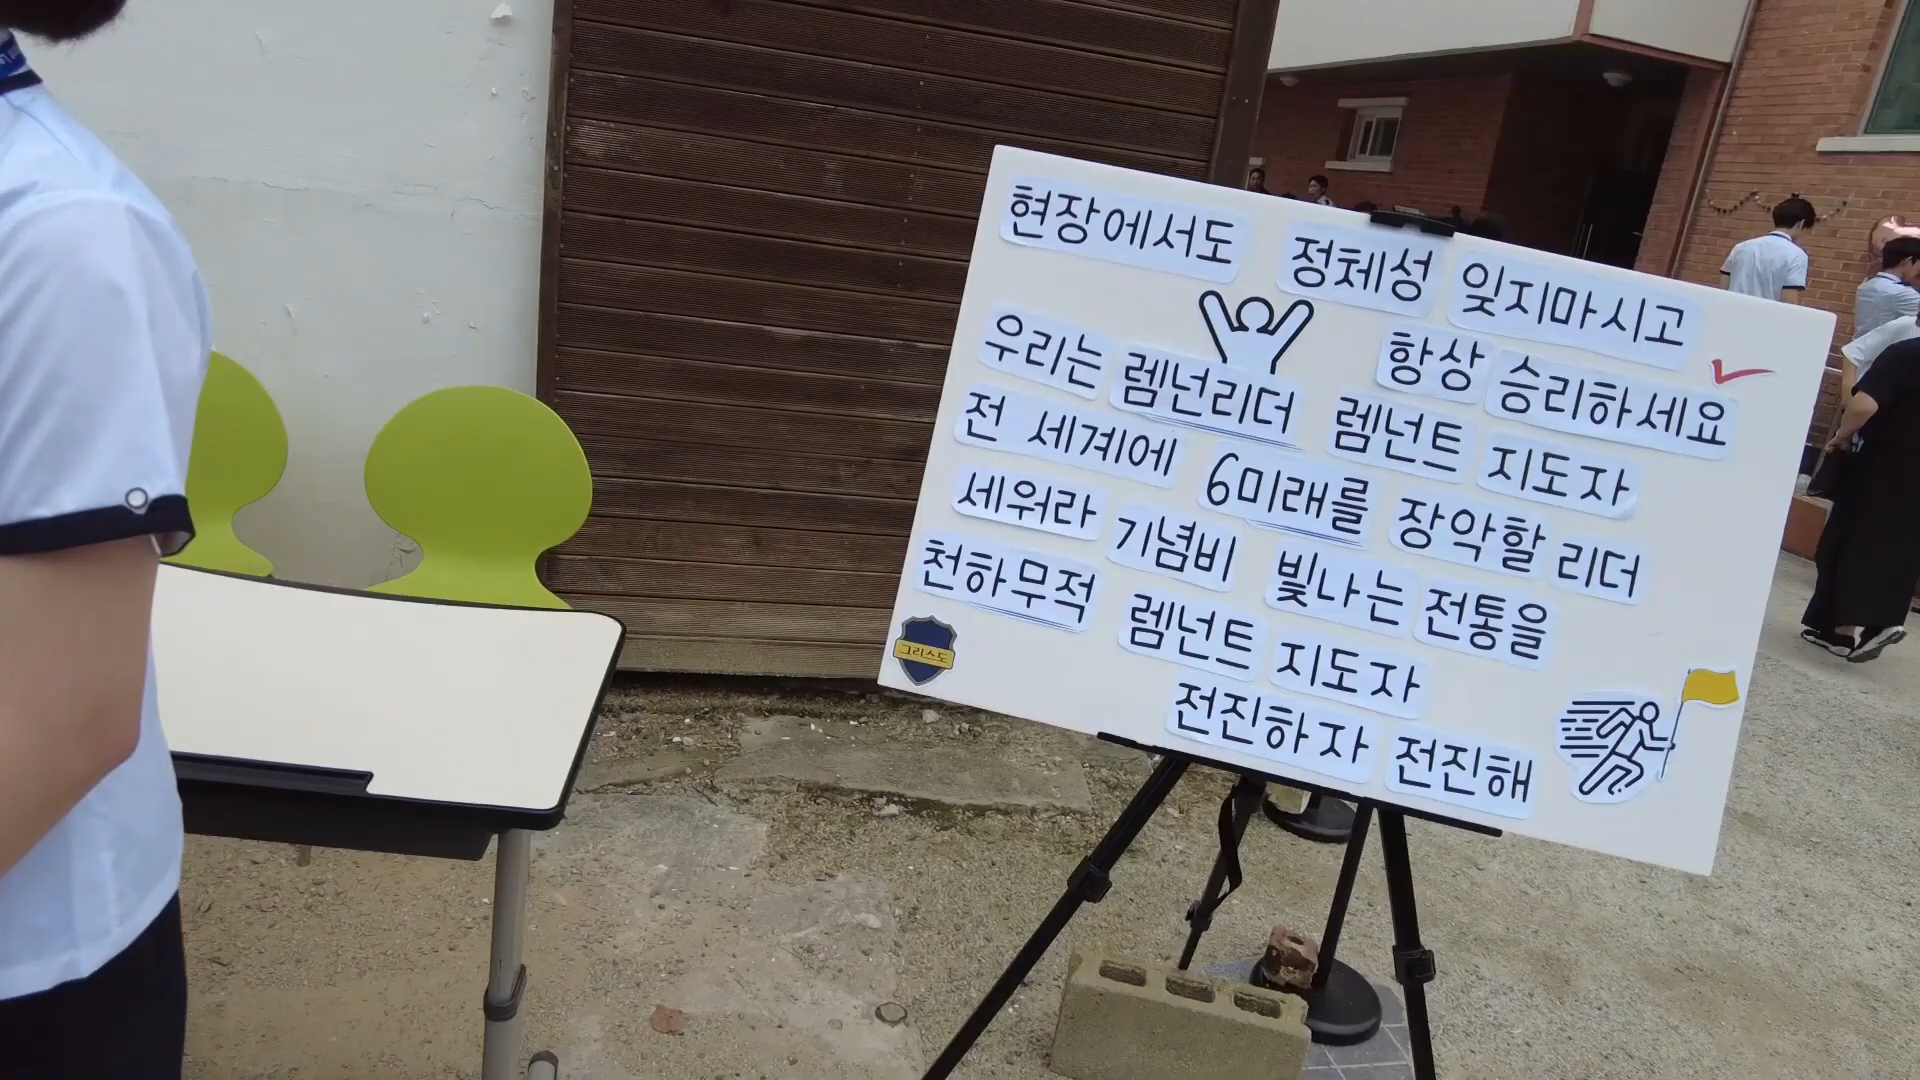 현장에서도 정체성 잊지마시고
항상 승리하세요
우리는 렘넌리더 렘넌트 지도자
전 세계에 6미래를 장악할 리더
세워라 기념비 빛나는 전통을
천하무적 렘넌트 지도자
전진하자 전진해
그리스도